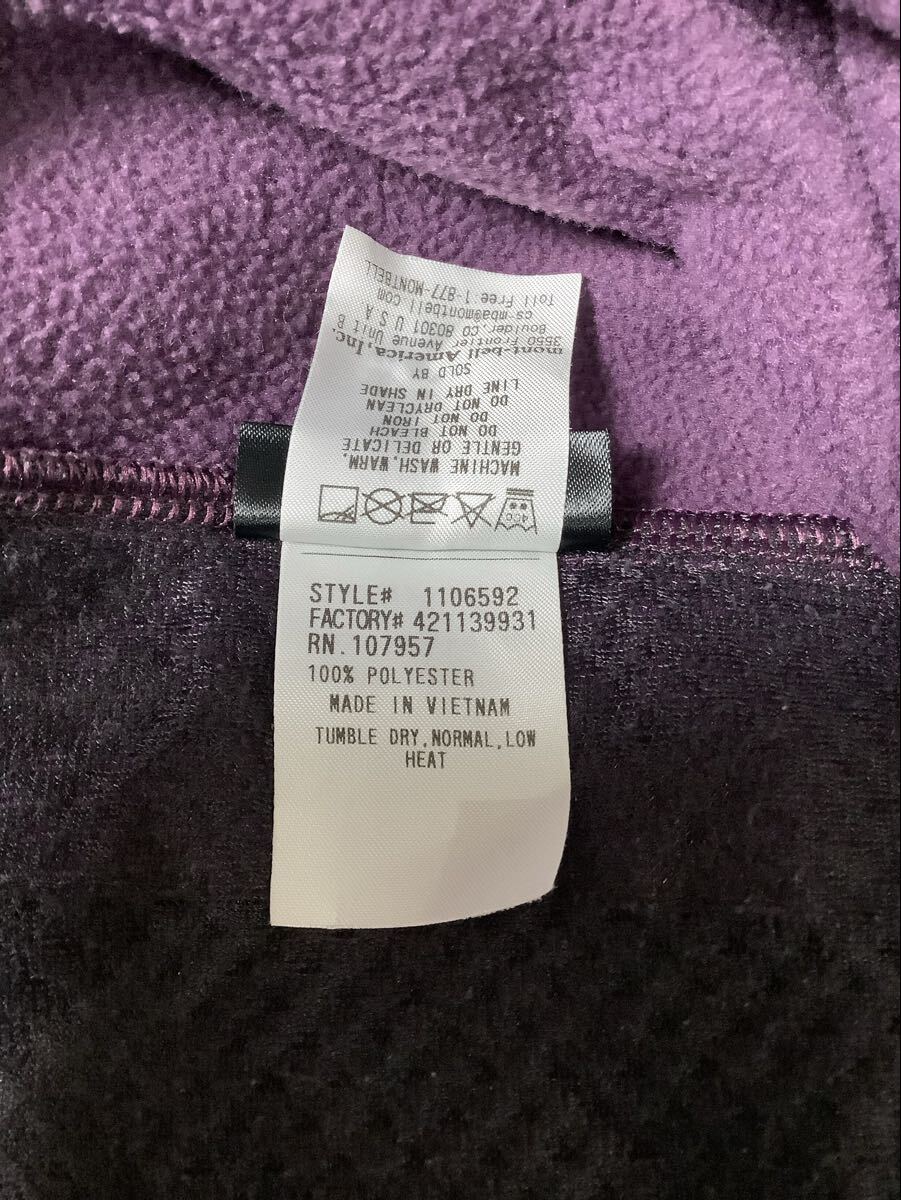 MACHINE WASH, WARM,
GENTLE OR DELICATE
DO NOT BLEACH
DO NOT IRON
DO NOT DRYCLEAN
LINE DRY IN SHADE
SOLD BY
mont-bell America, Inc.
3550 Frontier Avenue Unit B
Boulder, CO 80301 U S A
cs-mba@montbell com
Toll Free 1-877-MONTBELL
STYLE# 1106592
FACTORY# 421139931
RN.107957
100% POLYESTER
MADE IN VIETNAM
TUMBLE DRY,NORMAL,LOW
HEAT